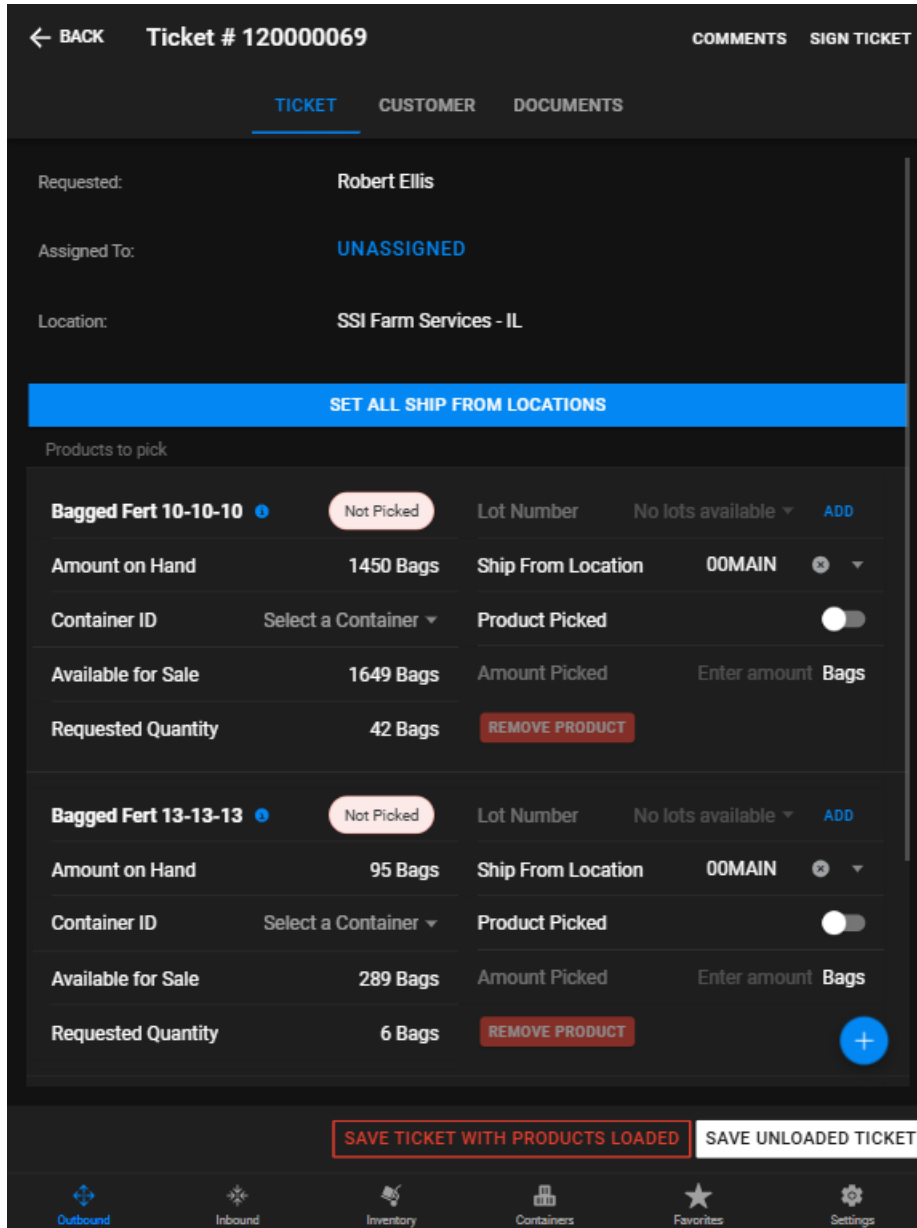 BACK Ticket # 120000069 COMMENTS SIGN TICKET
TICKET CUSTOMER DOCUMENTS
Requested: Robert Ellis
Assigned To: UNASSIGNED
Location: SSI Farm Services - IL
SET ALL SHIP FROM LOCATIONS
Products to pick
Bagged Fert 10-10-10 Not Picked Lot Number No lots available ADD
Amount on Hand 1450 Bags Ship From Location 00MAIN
Container ID Select a Container Product Picked
Available for Sale 1649 Bags Amount Picked Enter amount Bags
Requested Quantity 42 Bags REMOVE PRODUCT
Bagged Fert 13-13-13 Not Picked Lot Number No lots available ADD
Amount on Hand 95 Bags Ship From Location 00MAIN
Container ID Select a Container Product Picked
Available for Sale 289 Bags Amount Picked Enter amount Bags
Requested Quantity 6 Bags REMOVE PRODUCT
SAVE TICKET WITH PRODUCTS LOADED SAVE UNLOADED TICKET
Outbound Inbound Inventory Containers Favorites Settings